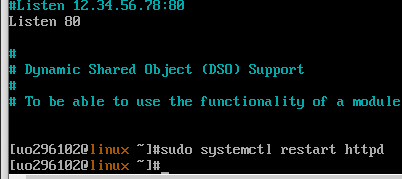 #Listen 12.34.56.78:80
Listen 80
#
# Dynamic Shared Object (DSO) Support
#
# To be able to use the functionality of a module
[uo296102@linux ~]#sudo systemctl restart httpd
[uo296102@linux ~]#